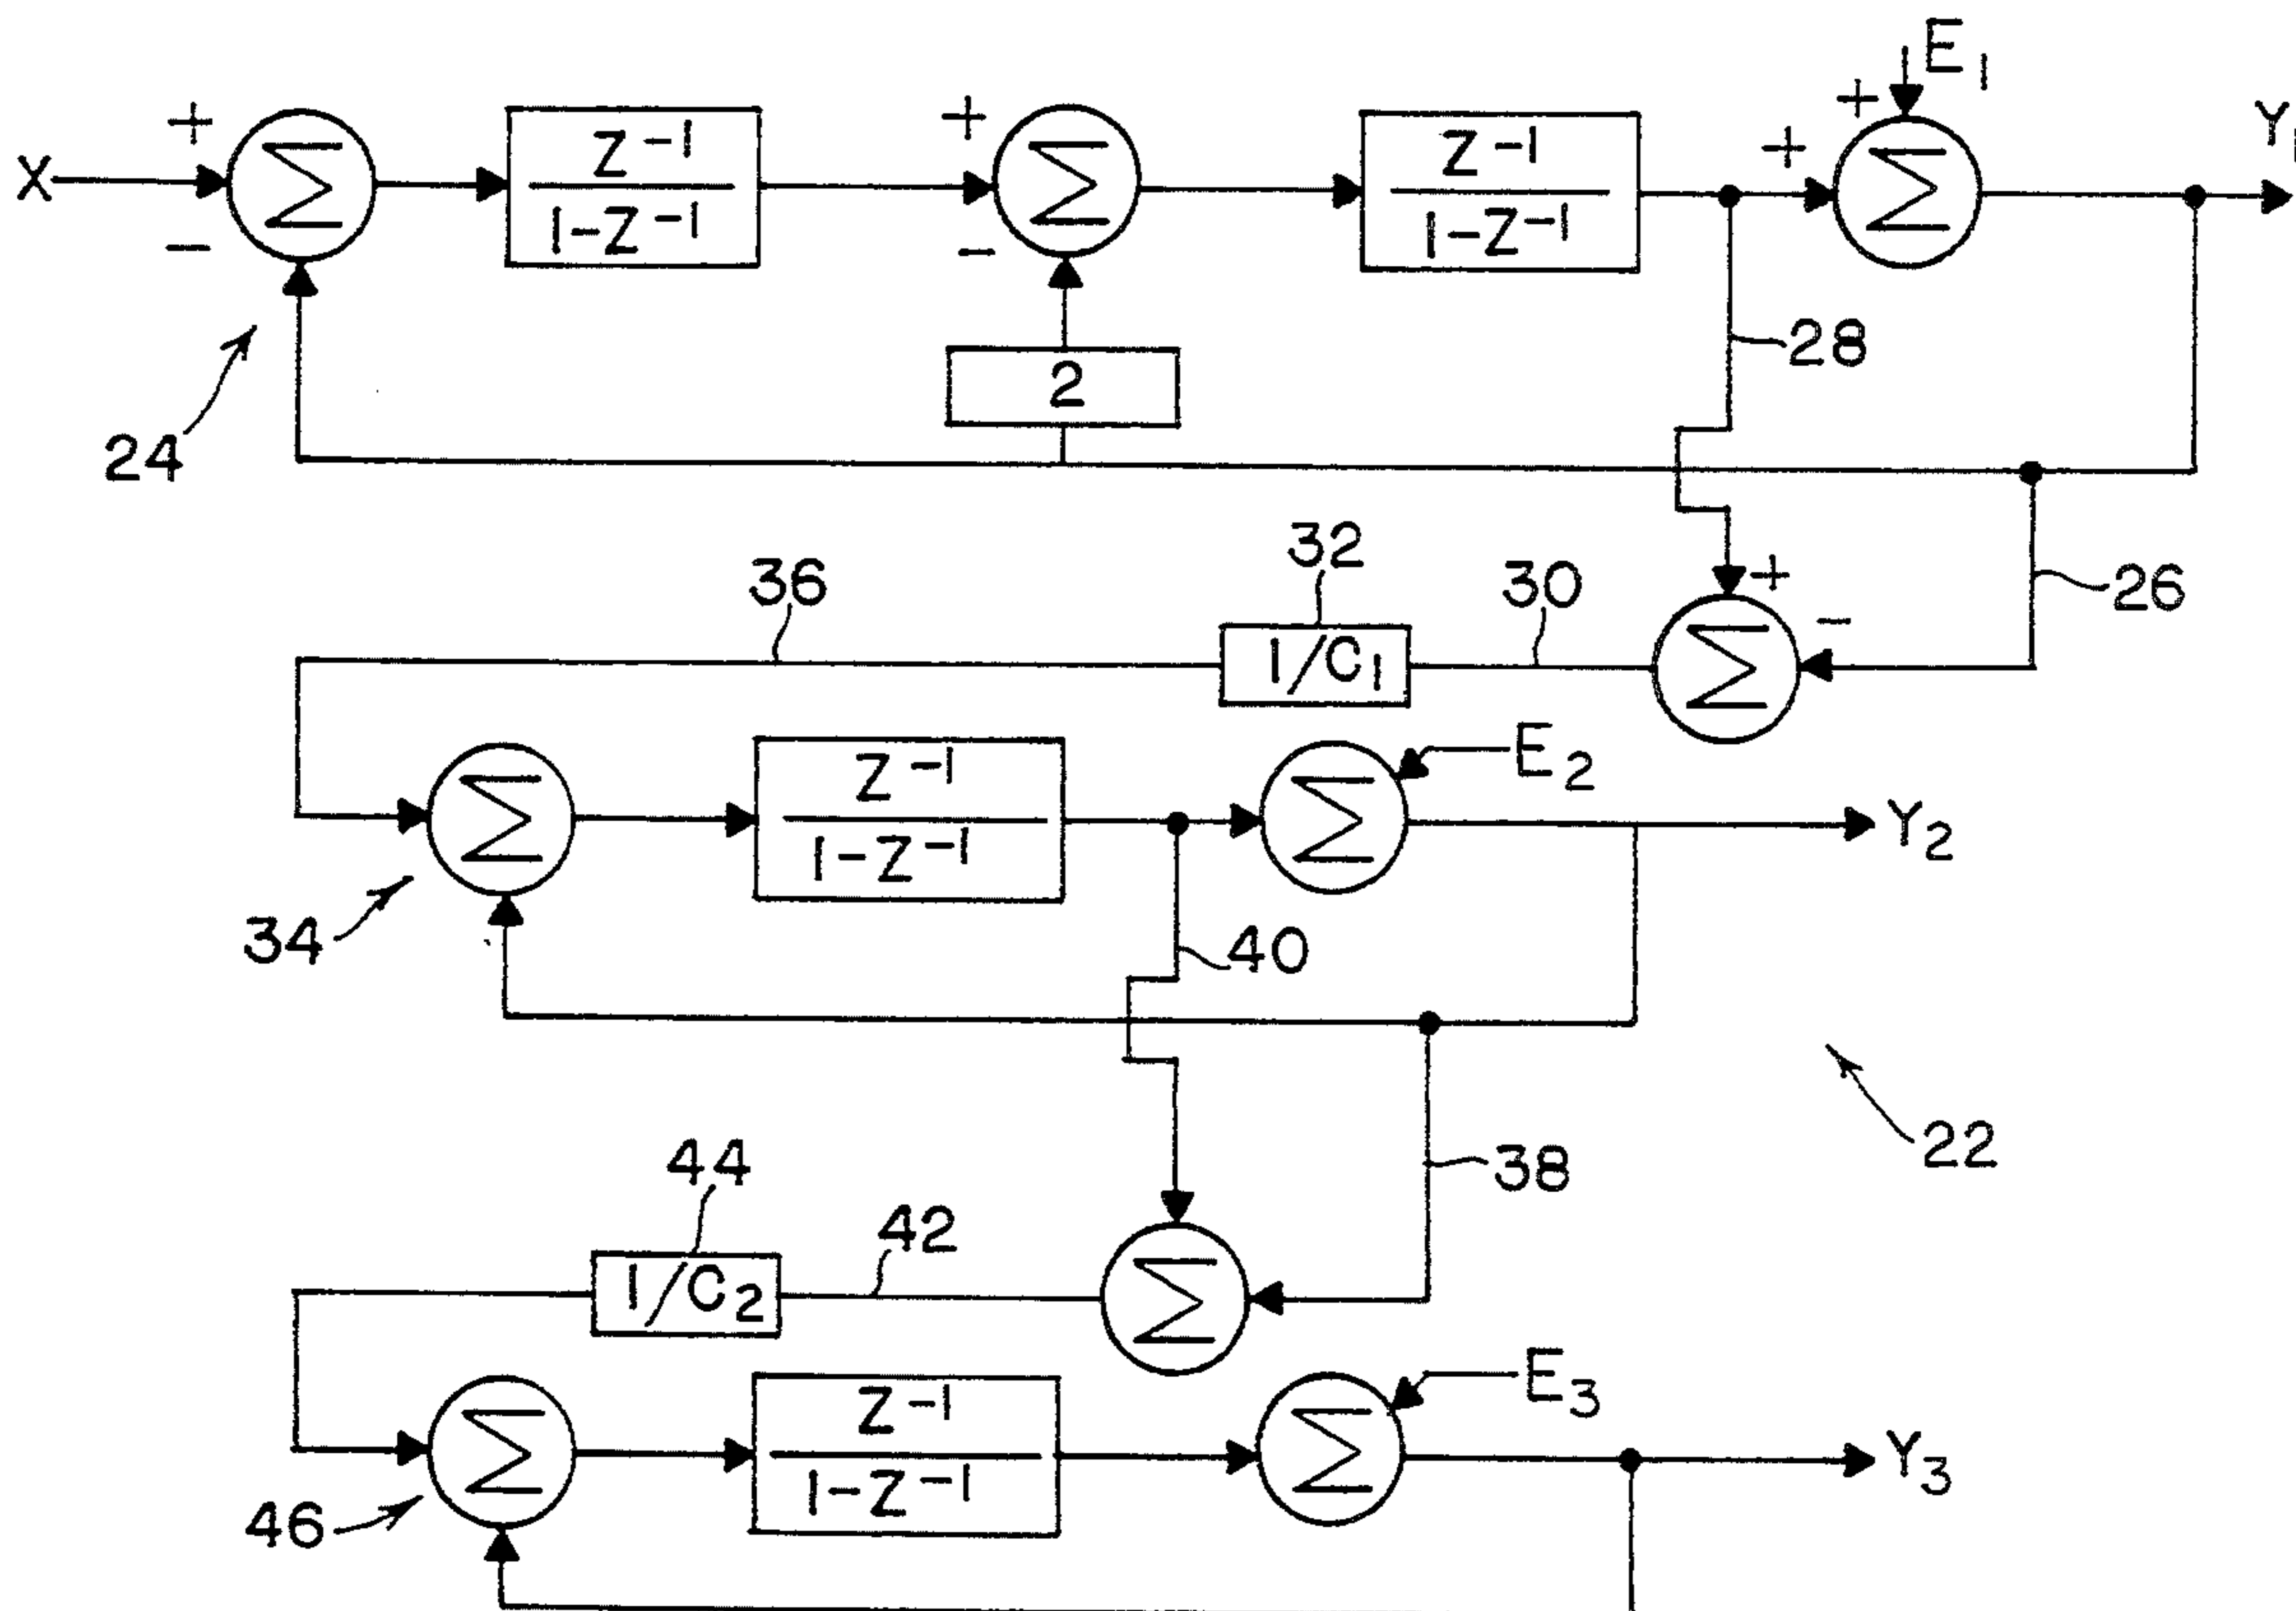 E₁
+ + + + Y₁
X Σ Z⁻¹ Σ Z⁻¹ Σ
1-Z⁻¹ 1-Z⁻¹
- -
28
2
24
32
36 30 + 26
1/C₁ Σ -
E₂
Σ Z⁻¹ Σ Y₂
1-Z⁻¹
34 40
22
44 38
42
1/C₂ Σ
E₃
Σ Z⁻¹ Σ Y₃
1-Z⁻¹
46